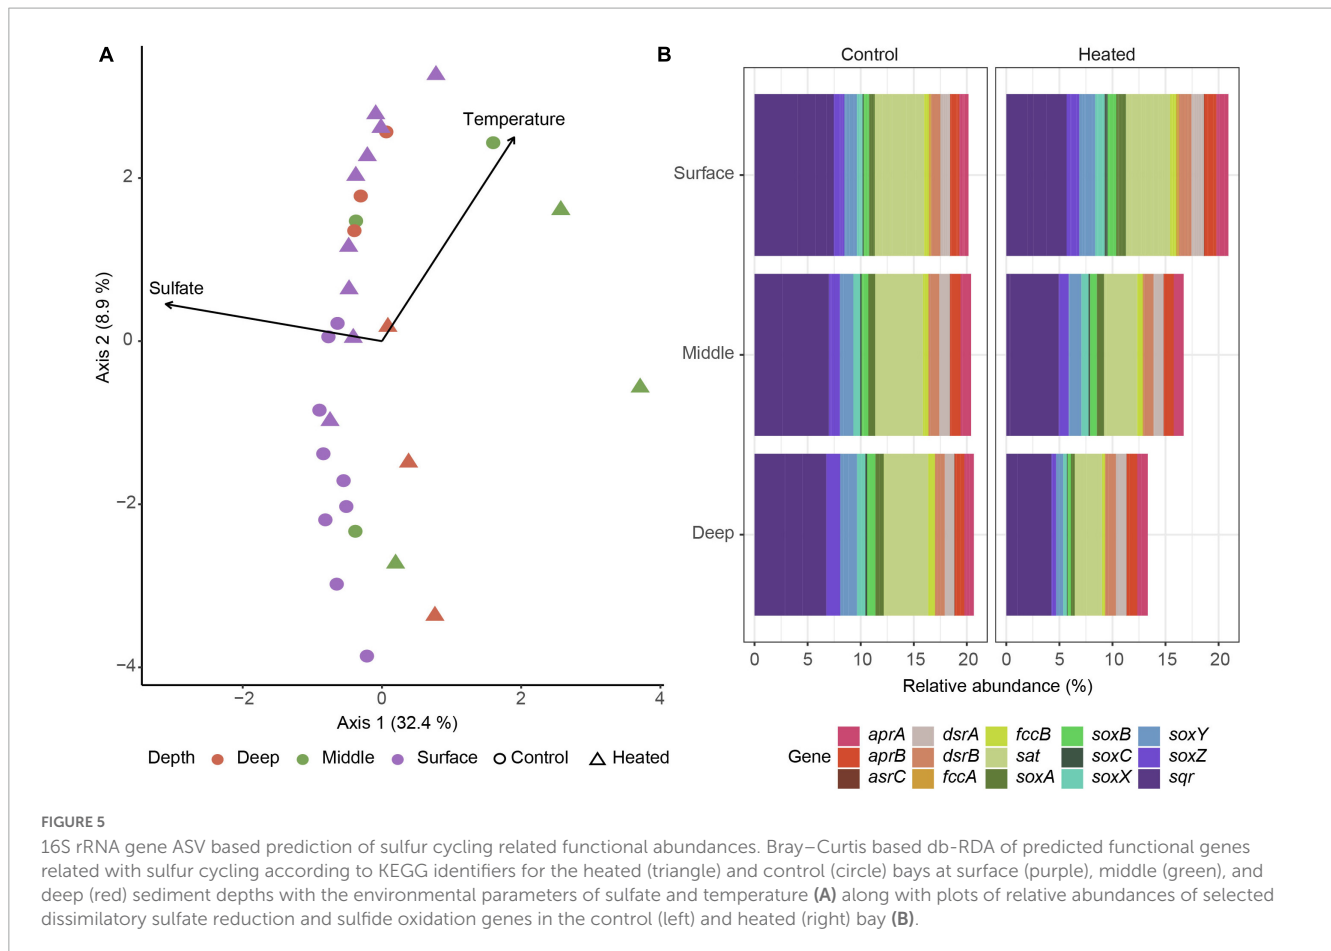 A
Temperature
Sulfate
Axis 2 (8.9 %)
2
0
−2
−4
−2
0
2
4
Axis 1 (32.4 %)
Depth Deep Middle Surface Control Heated
B
Control
Heated
Surface
Middle
Deep
0 5 10 15 20
0 5 10 15 20
Relative abundance (%)
Gene
aprA dsrA fccB soxB soxY
aprB dsrB sat soxC soxZ
asrC fccA soxA soxX sqr
FIGURE 5
16S rRNA gene ASV based prediction of sulfur cycling related functional abundances. Bray–Curtis based db-RDA of predicted functional genes
related with sulfur cycling according to KEGG identifiers for the heated (triangle) and control (circle) bays at surface (purple), middle (green), and
deep (red) sediment depths with the environmental parameters of sulfate and temperature (A) along with plots of relative abundances of selected
dissimilatory sulfate reduction and sulfide oxidation genes in the control (left) and heated (right) bay (B).